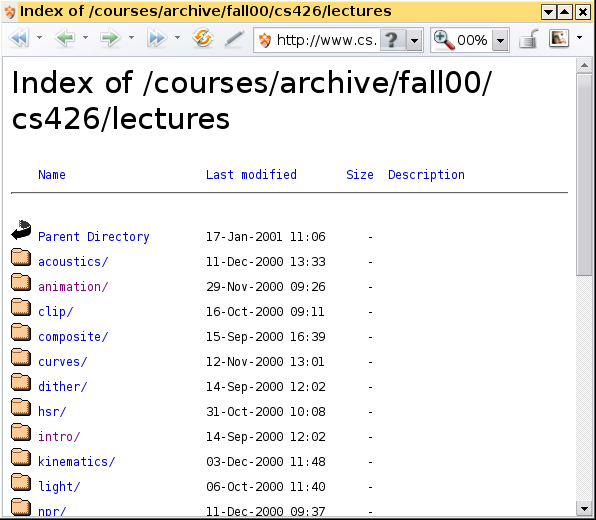 Index of /courses/archive/fall00/cs426/lectures
http://www.cs.
?
00%
Index of /courses/archive/fall00/
cs426/lectures
Name Last modified Size Description
Parent Directory 17-Jan-2001 11:06 -
acoustics/ 11-Dec-2000 13:33 -
animation/ 29-Nov-2000 09:26 -
clip/ 16-Oct-2000 09:11 -
composite/ 15-Sep-2000 16:39 -
curves/ 12-Nov-2000 13:01 -
dither/ 14-Sep-2000 12:02 -
hsr/ 31-Oct-2000 10:08 -
intro/ 14-Sep-2000 12:02 -
kinematics/ 03-Dec-2000 11:48 -
light/ 06-Oct-2000 11:40 -
npr/ 11-Dec-2000 09:37 -